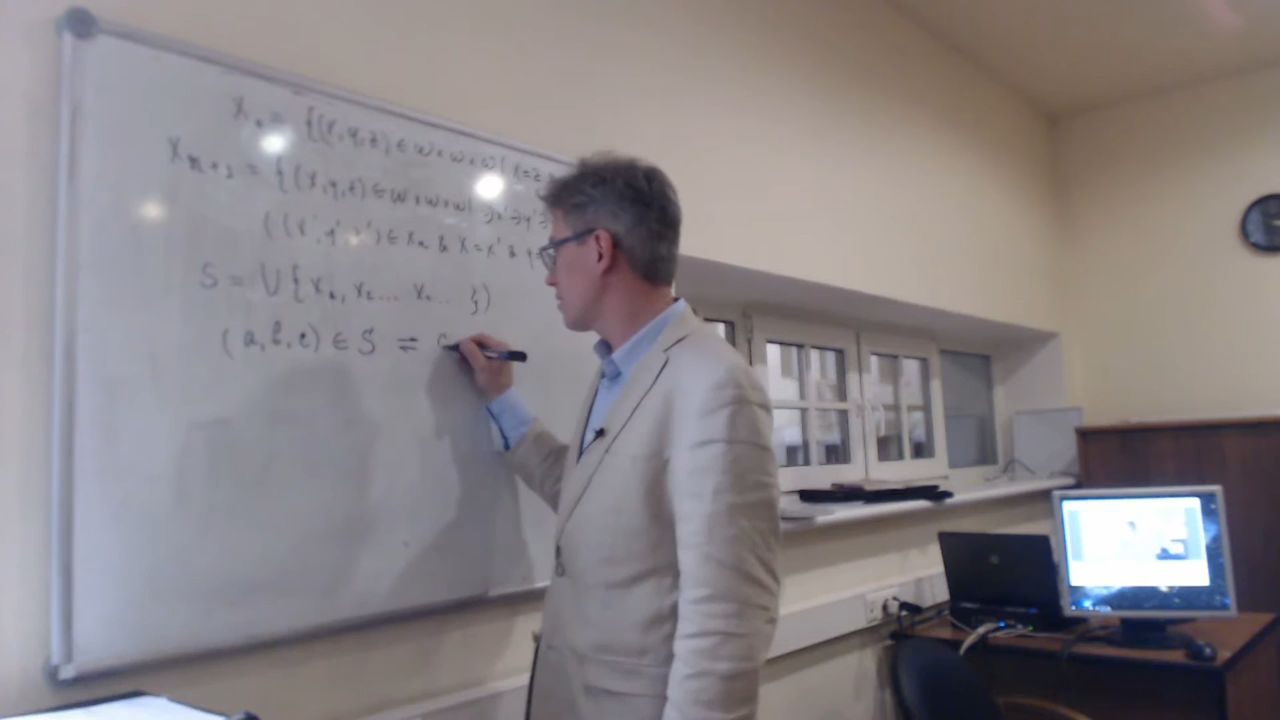 X₀ = {(x,y,z) ∈ ω×ω×ω | x=z
Xₙ₊₁ = {(x,y,z) ∈ ω×ω×ω | ∃x'∃y'∃
((x',y',z') ∈ Xₙ & x=x' & y=
S = ∪{X₀, X₁... Xₙ... })
(a,b,c) ∈ S ⇌ c